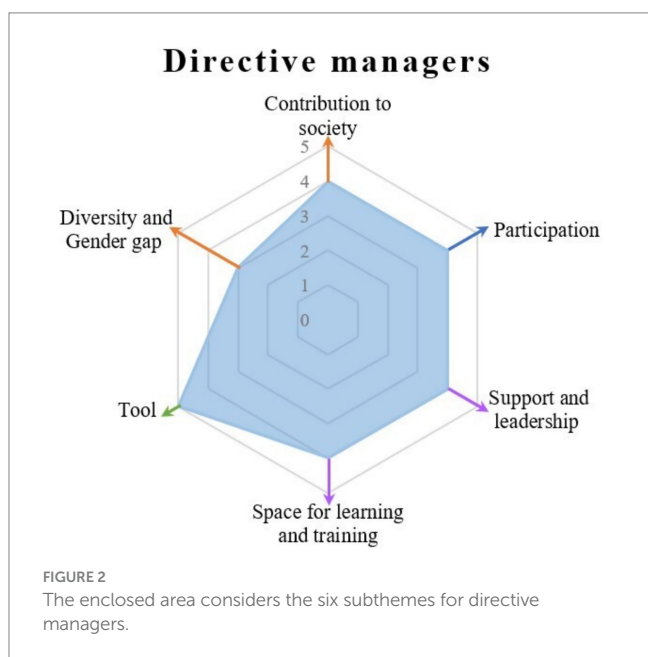 Directive managers
Contribution to
society
5
4
3
2
1
0
Diversity and
Gender gap
Participation
Tool
Support and
leadership
Space for learning
and training
FIGURE 2
The enclosed area considers the six subthemes for directive
managers.